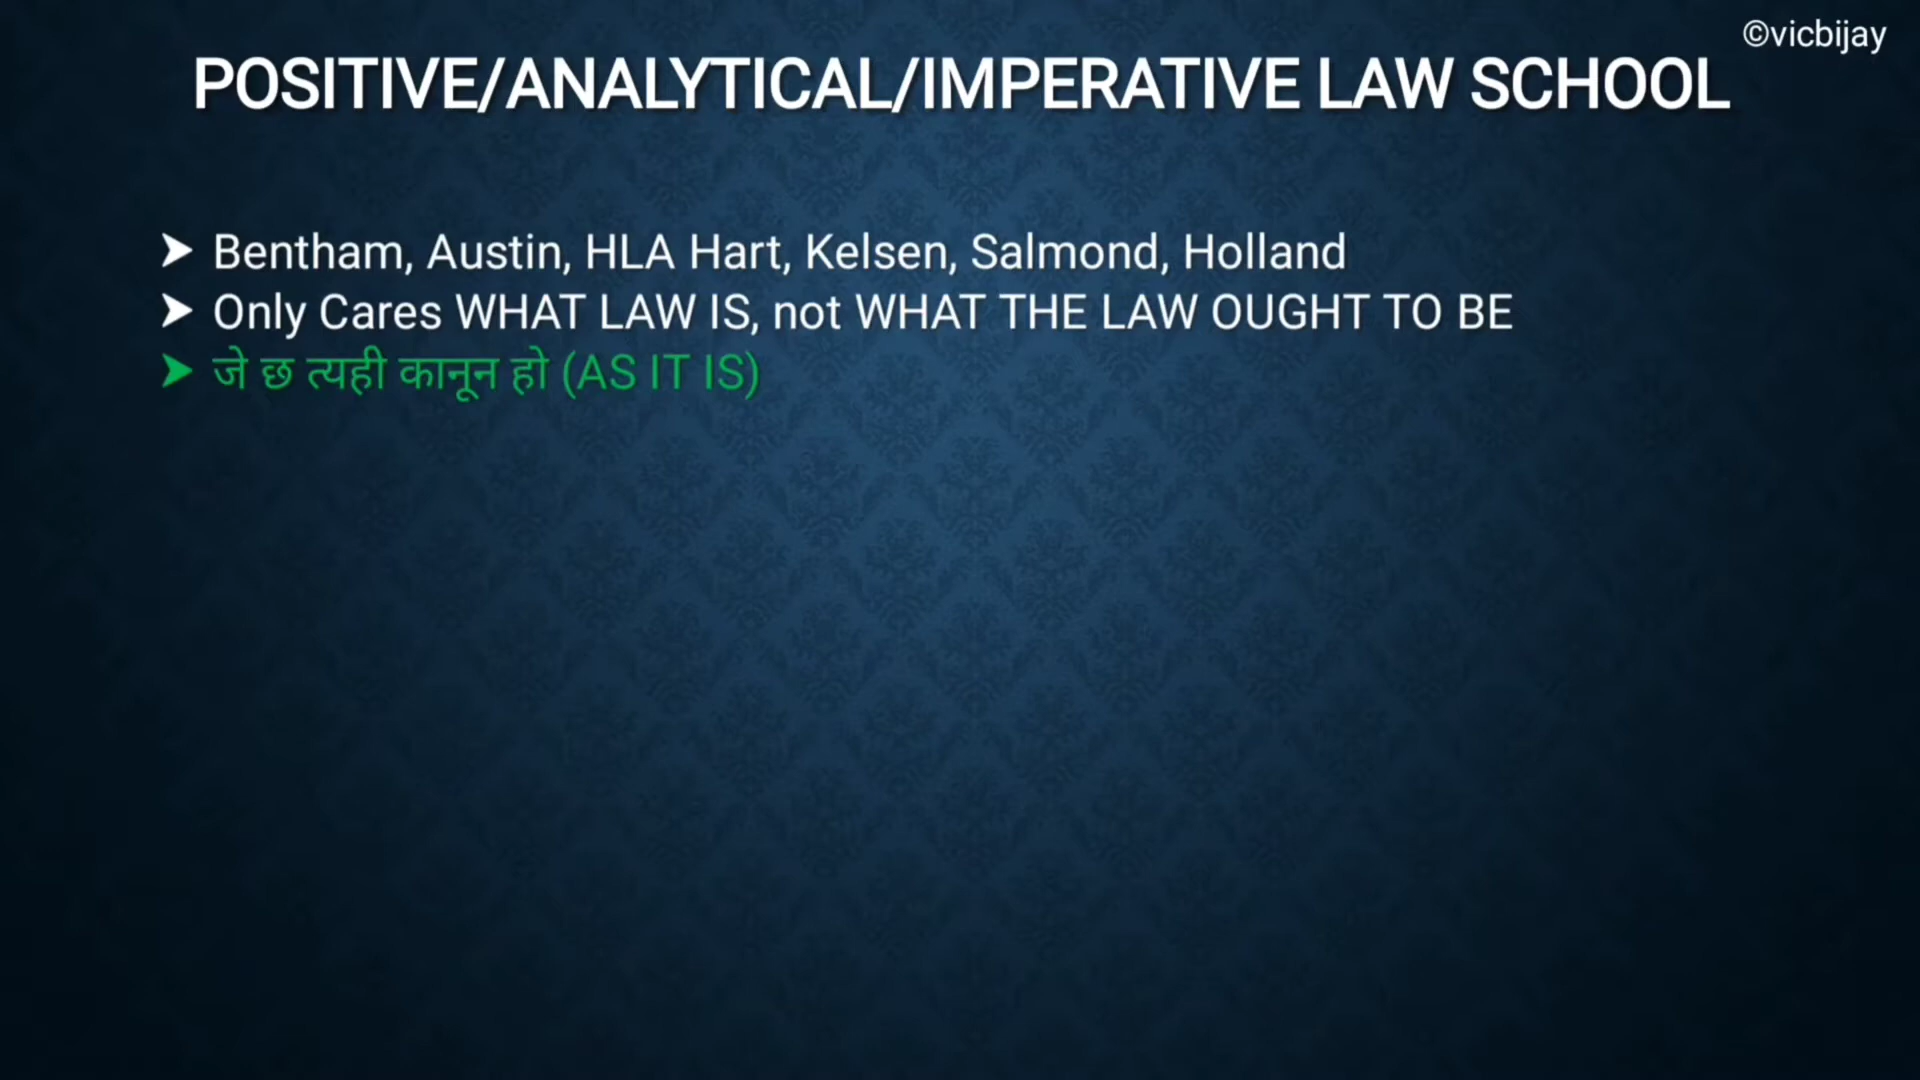 ©vicbijay
POSITIVE/ANALYTICAL/IMPERATIVE LAW SCHOOL
➤ Bentham, Austin, HLA Hart, Kelsen, Salmond, Holland
➤ Only Cares WHAT LAW IS, not WHAT THE LAW OUGHT TO BE
➤ जे छ त्यही कानून हो (AS IT IS)